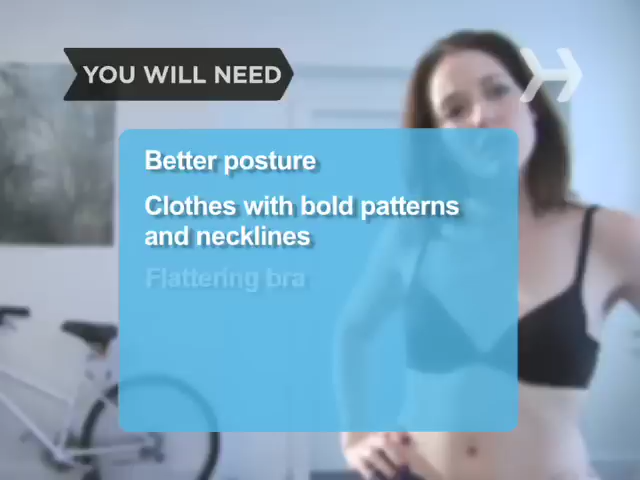 YOU WILL NEED
Better posture
Clothes with bold patterns
and necklines
Flattering bra